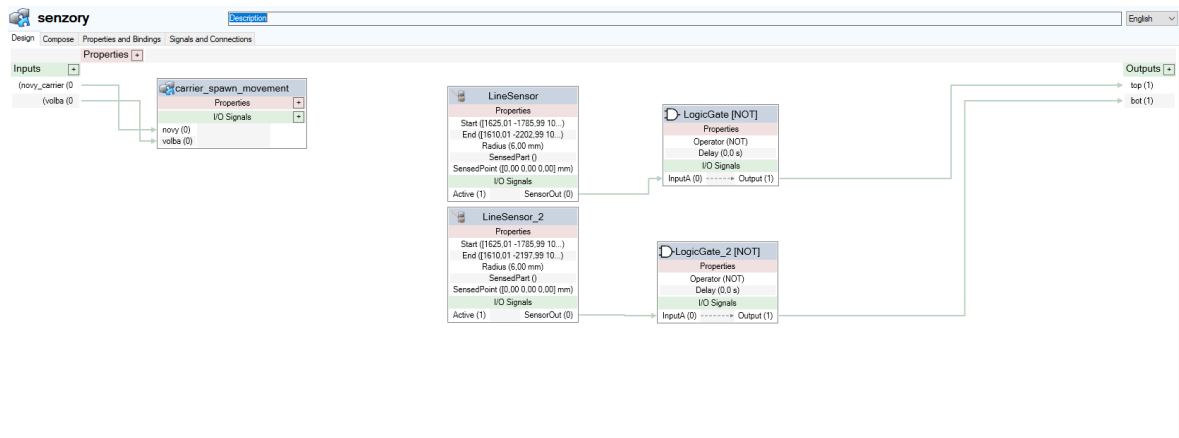 senzory
Description
English
Design Compose Properties and Bindings Signals and Connections
Properties +
Inputs +
(novy_carrier (0
(volba (0
carrier_spawn_movement
Properties +
I/O Signals +
novy (0)
volba (0)
LineSensor
Properties
Start ([1625,01 -1785,99 10...)
End ([1610,01 -2202,99 10...)
Radius (6,00 mm)
SensedPart ()
SensedPoint ([0,00 0,00 0,00] mm)
I/O Signals
Active (1) SensorOut (0)
LineSensor_2
Properties
Start ([1625,01 -1785,99 10...)
End ([1610,01 -2197,99 10...)
Radius (6,00 mm)
SensedPart ()
SensedPoint ([0,00 0,00 0,00] mm)
I/O Signals
Active (1) SensorOut (0)
LogicGate [NOT]
Properties
Operator (NOT)
Delay (0,0 s)
I/O Signals
InputA (0) Output (1)
LogicGate_2 [NOT]
Properties
Operator (NOT)
Delay (0,0 s)
I/O Signals
InputA (0) Output (1)
Outputs +
top (1)
bot (1)